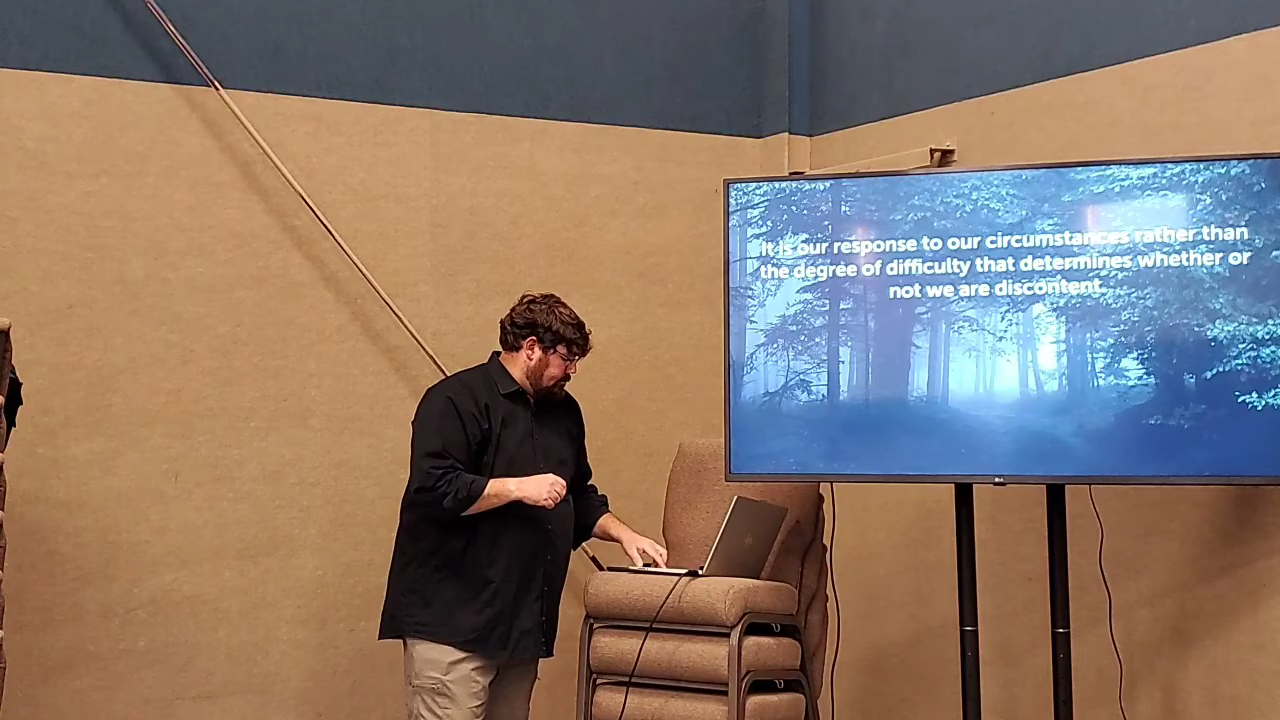 It is our response to our circumstances rather than
the degree of difficulty that determines whether or
not we are discontent.
LG